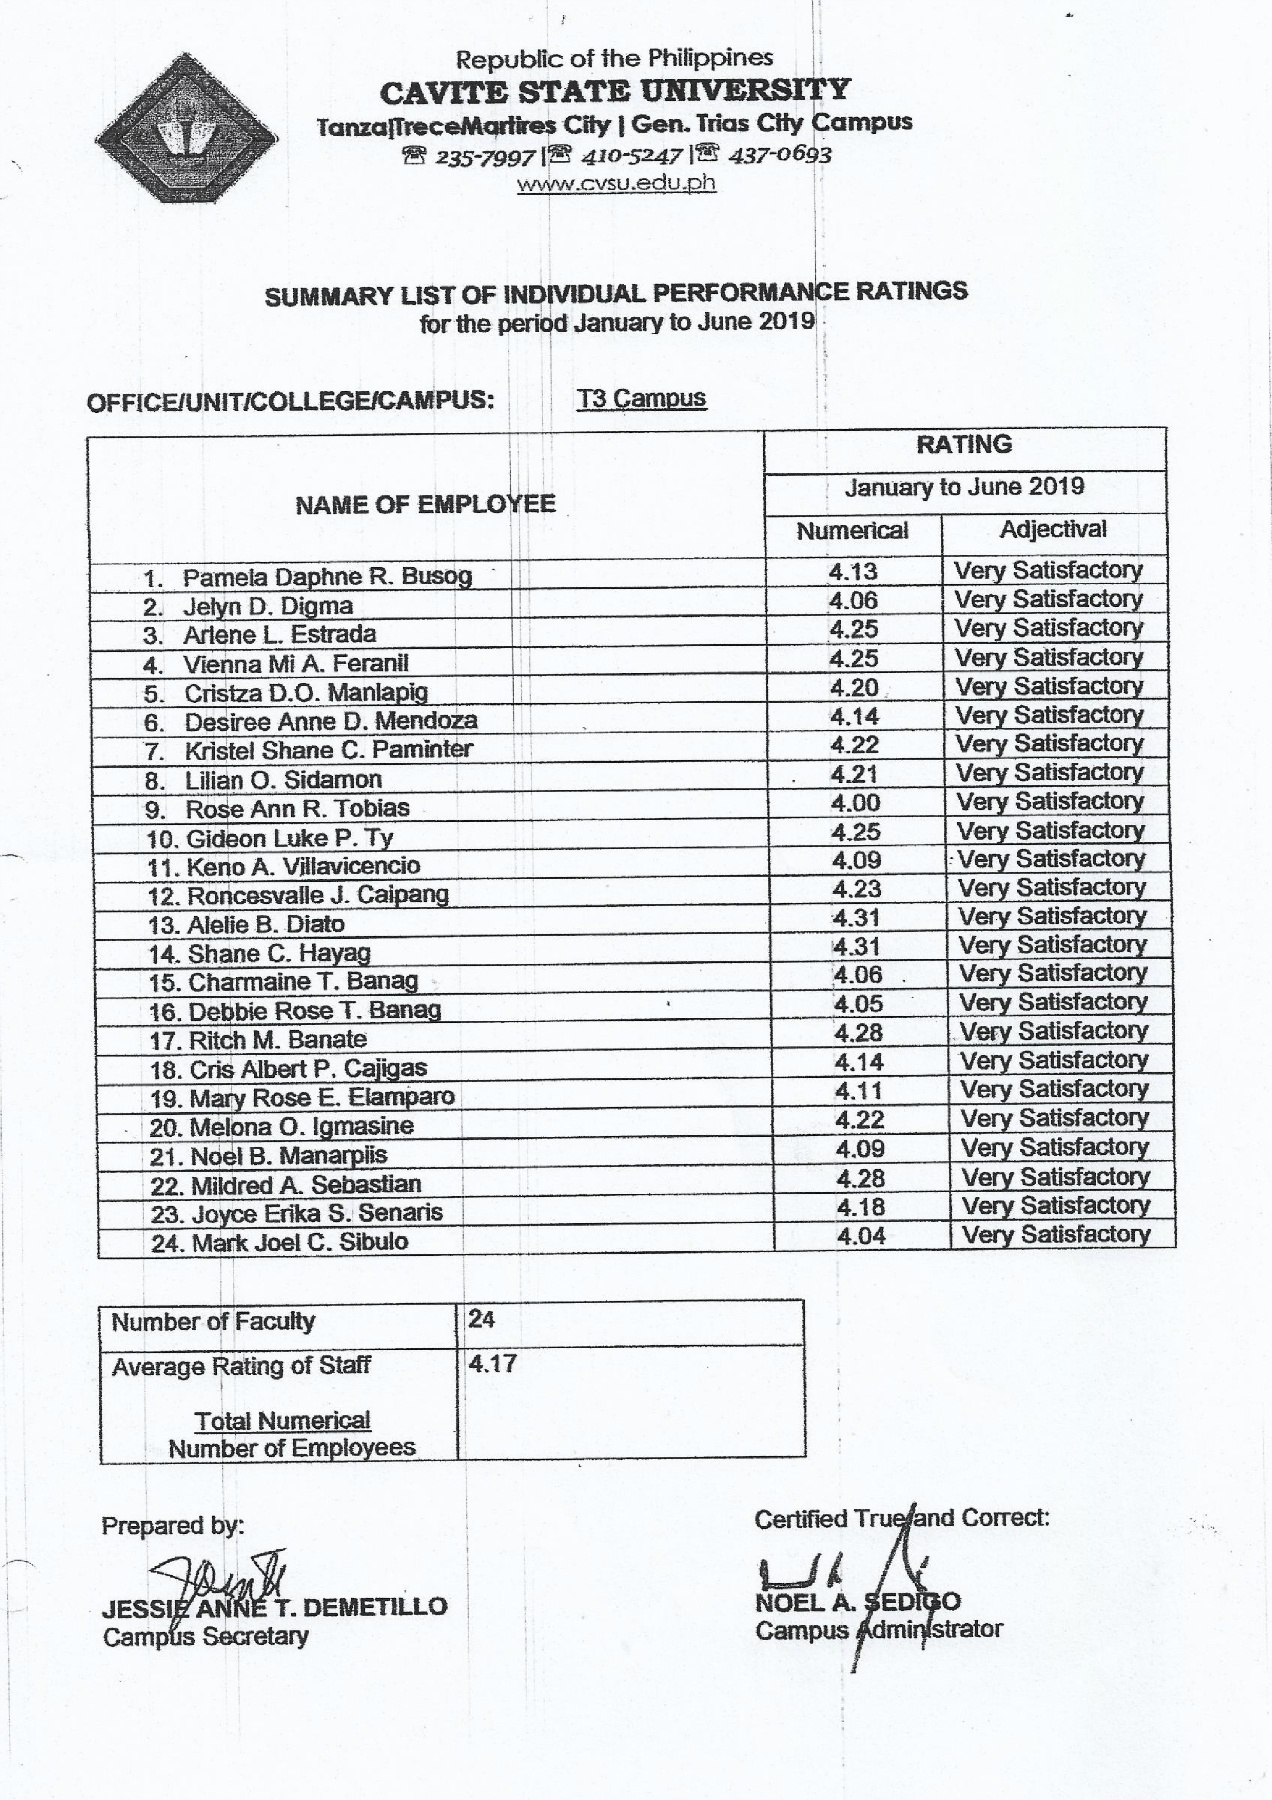 Republic of the Philippines
CAVITE STATE UNIVERSITY
Tanza|TreceMartires City | Gen. Trias City Campus
☏ 235-7997 |☏ 410-5247 |☏ 437-0693
www.cvsu.edu.ph
SUMMARY LIST OF INDIVIDUAL PERFORMANCE RATINGS
for the period January to June 2019
OFFICE/UNIT/COLLEGE/CAMPUS: T3 Campus
NAME OF EMPLOYEE
RATING
January to June 2019
Numerical Adjectival
1. Pamela Daphne R. Busog 4.13 Very Satisfactory
2. Jelyn D. Digma 4.06 Very Satisfactory
3. Arlene L. Estrada 4.25 Very Satisfactory
4. Vienna Mi A. Feranil 4.25 Very Satisfactory
5. Cristza D.O. Manlapig 4.20 Very Satisfactory
6. Desiree Anne D. Mendoza 4.14 Very Satisfactory
7. Kristel Shane C. Paminter 4.22 Very Satisfactory
8. Lilian O. Sidamon 4.21 Very Satisfactory
9. Rose Ann R. Tobias 4.00 Very Satisfactory
10. Gideon Luke P. Ty 4.25 Very Satisfactory
11. Keno A. Villavicencio 4.09 Very Satisfactory
12. Roncesvalle J. Caipang 4.23 Very Satisfactory
13. Alelie B. Diato 4.31 Very Satisfactory
14. Shane C. Hayag 4.31 Very Satisfactory
15. Charmaine T. Banag 4.06 Very Satisfactory
16. Debbie Rose T. Banag 4.05 Very Satisfactory
17. Ritch M. Banate 4.28 Very Satisfactory
18. Cris Albert P. Cajigas 4.14 Very Satisfactory
19. Mary Rose E. Elamparo 4.11 Very Satisfactory
20. Melona O. Igmasine 4.22 Very Satisfactory
21. Noel B. Manarpiis 4.09 Very Satisfactory
22. Mildred A. Sebastian 4.28 Very Satisfactory
23. Joyce Erika S. Senaris 4.18 Very Satisfactory
24. Mark Joel C. Sibulo 4.04 Very Satisfactory
Number of Faculty 24
Average Rating of Staff 4.17
Total Numerical
Number of Employees
Prepared by:
JESSIE ANNE T. DEMETILLO
Campus Secretary
Certified True and Correct:
NOEL A. SEDIGO
Campus Administrator